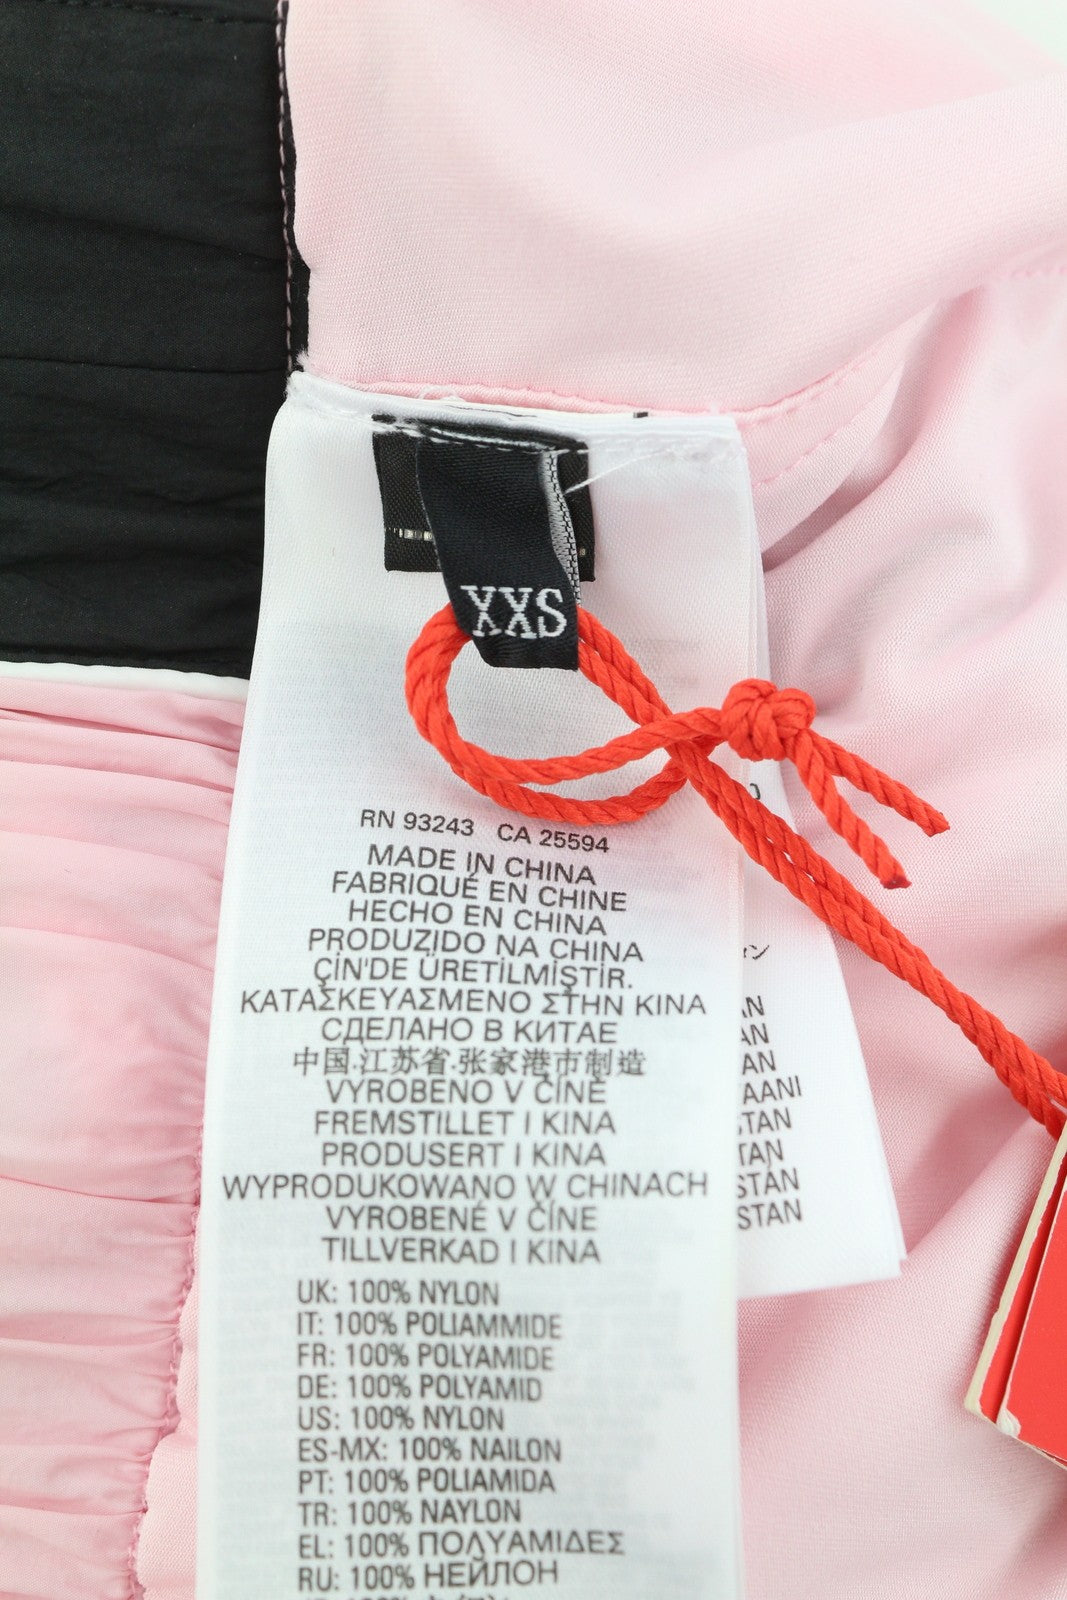 XXS
RN 93243 CA 25594
MADE IN CHINA
FABRIQUÉ EN CHINE
HECHO EN CHINA
PRODUZIDO NA CHINA
ÇİN'DE ÜRETİLMİŞTİR.
ΚΑΤΑΣΚΕΥΑΣΜΕΝΟ ΣΤΗΝ ΚΙΝΑ
СДЕЛАНО В КИТАЕ
中国.江苏省.张家港市制造
VYROBENO V ČÍNĚ
FREMSTILLET I KINA
PRODUSERT I KINA
WYPRODUKOWANO W CHINACH
VYROBENÉ V ČÍNE
TILLVERKAD I KINA
UK: 100% NYLON
IT: 100% POLIAMMIDE
FR: 100% POLYAMIDE
DE: 100% POLYAMID
US: 100% NYLON
ES-MX: 100% NAILON
PT: 100% POLIAMIDA
TR: 100% NAYLON
EL: 100% ΠΟΛΥΑΜΙΔΕΣ
RU: 100% НЕЙЛОН